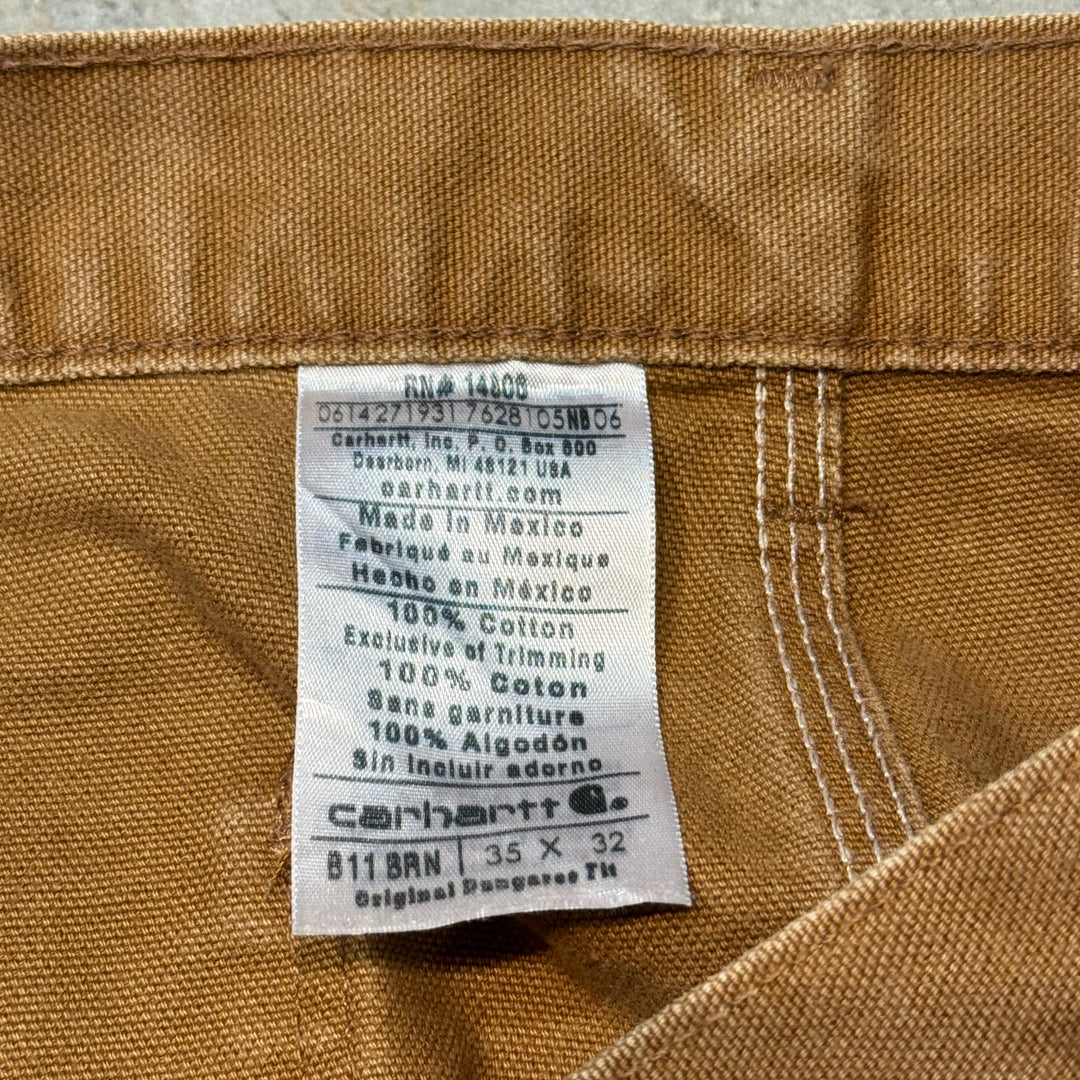 RN# 14806
0614271931 7628105NB06
Carhartt, Inc. P. O. Box 600
Dearborn, MI 48121 USA
carhartt.com
Made in Mexico
Fabriqué au Mexique
Hecho en México
100% Cotton
Exclusive of Trimming
100% Coton
Sans garniture
100% Algodón
Sin Incluir adorno
carhartt
B11 BRN | 35 X 32
Original Dungaree Fit